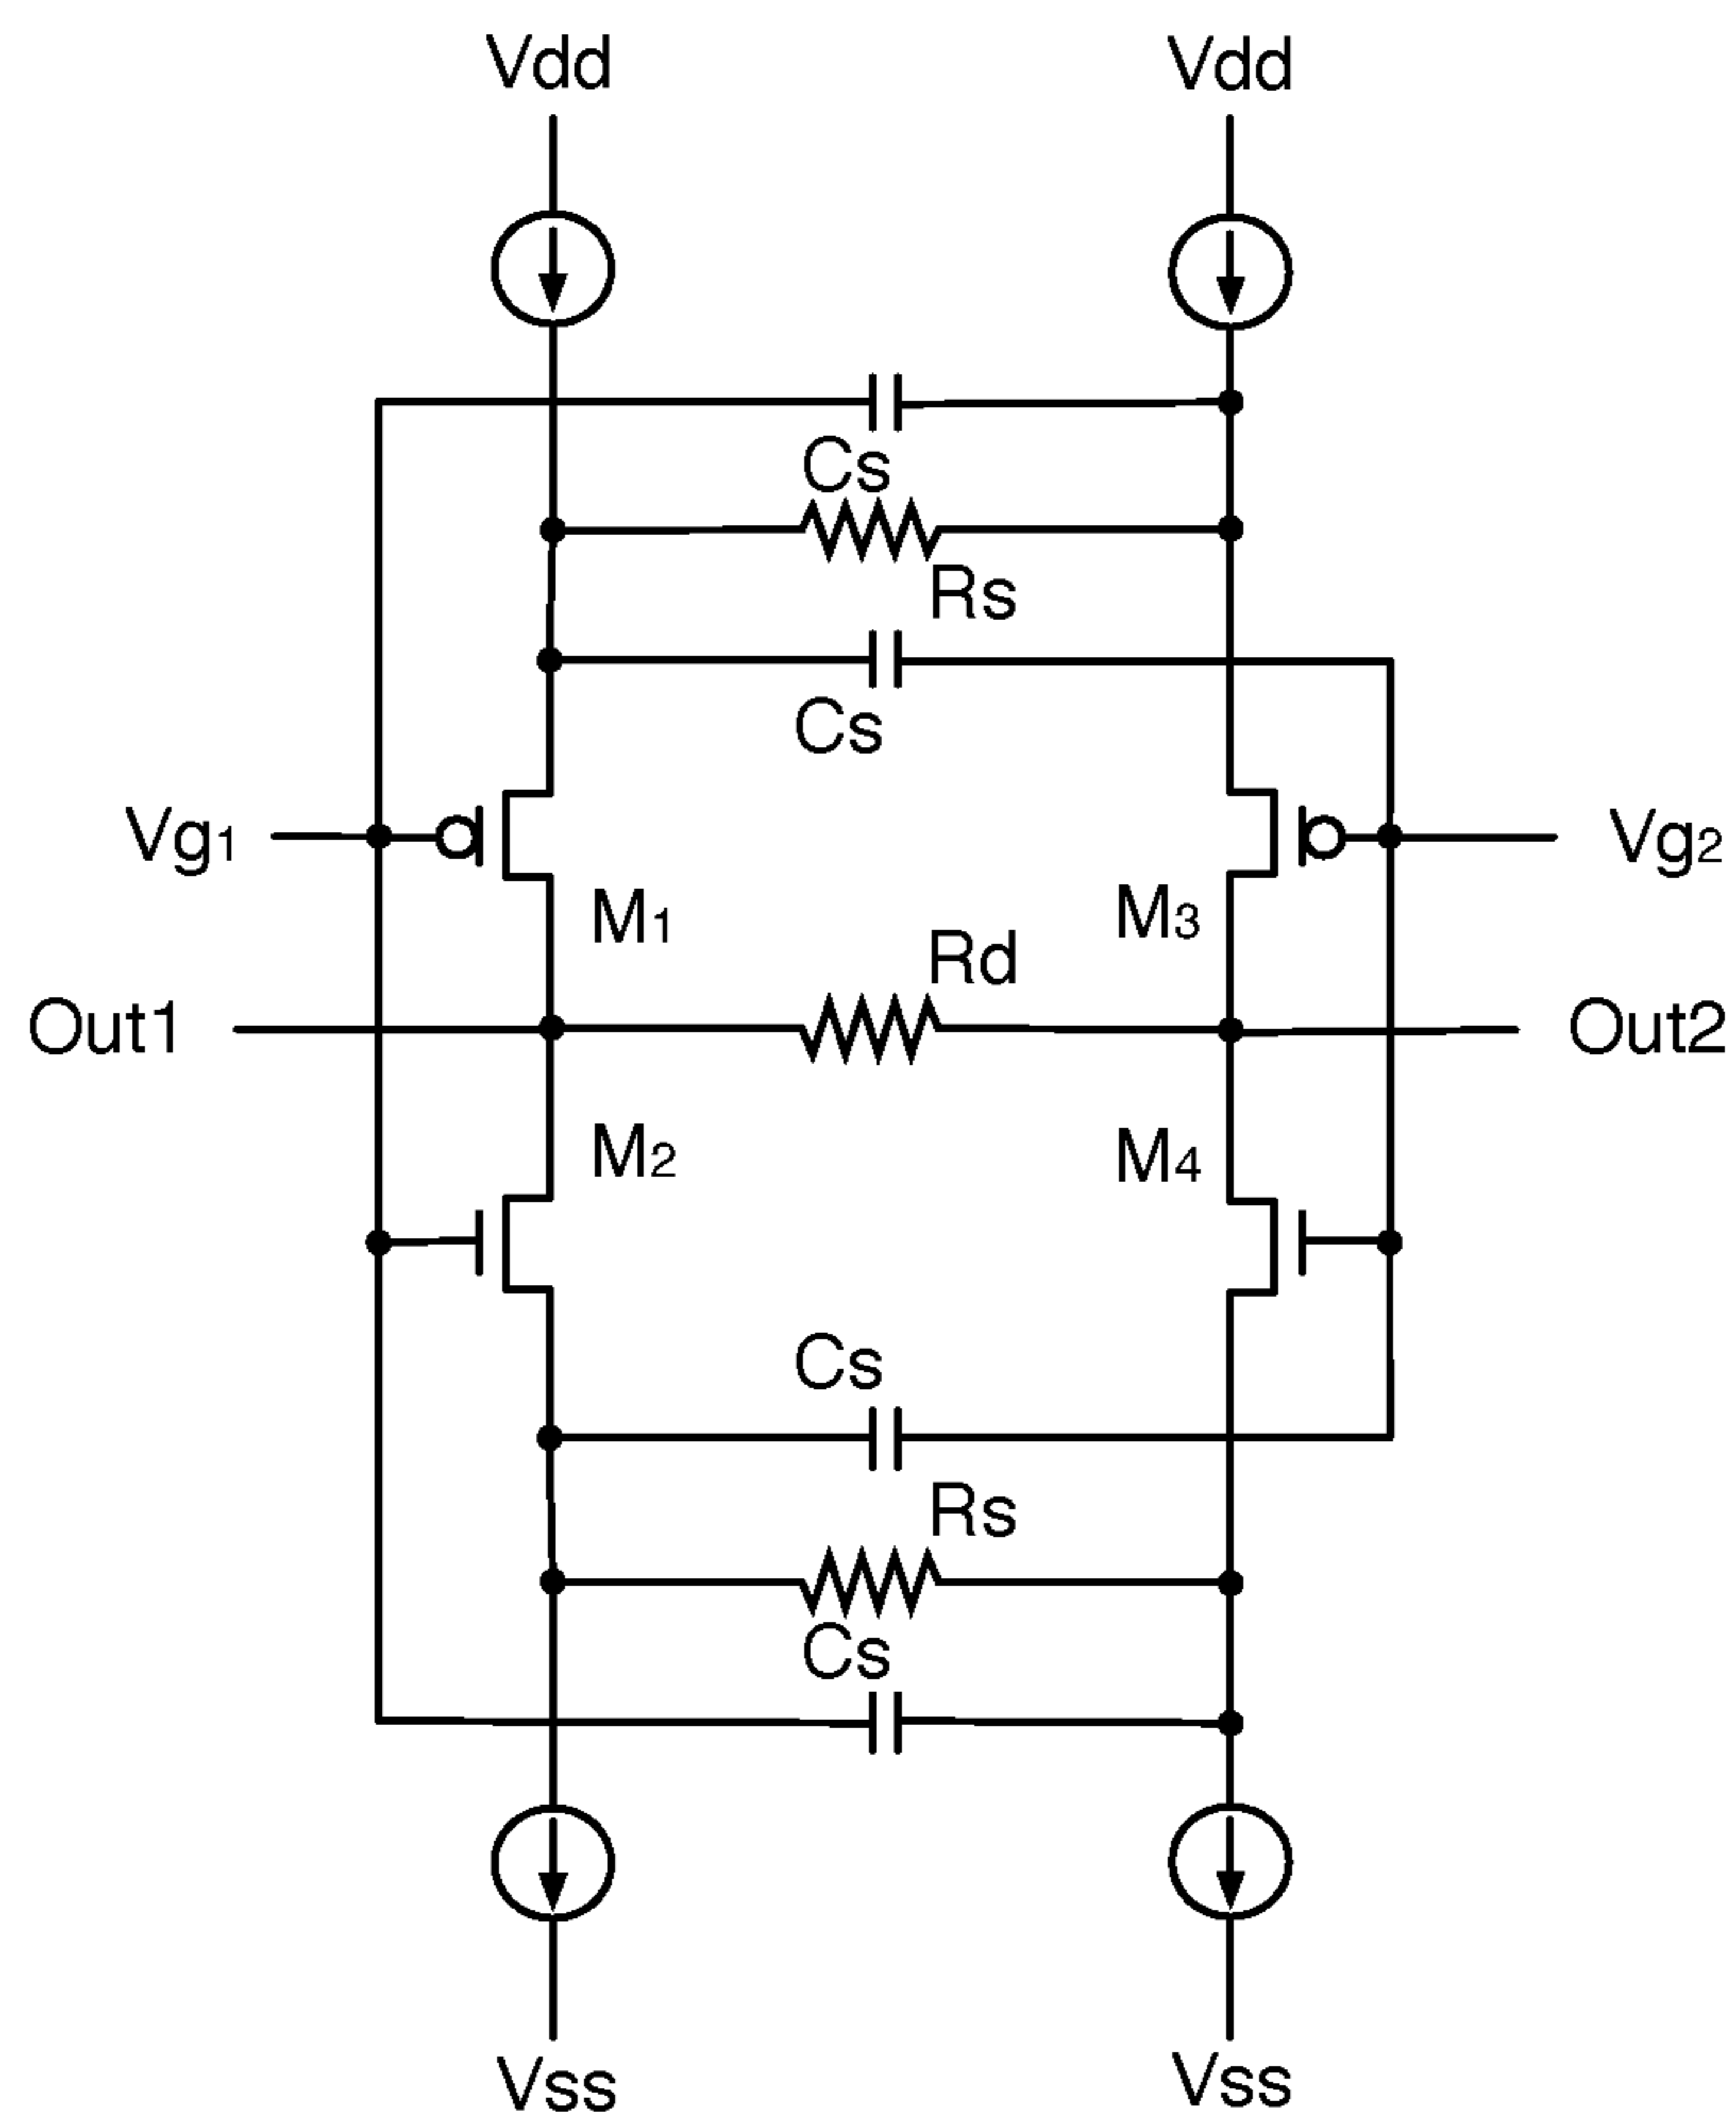 Vdd Vdd
Cs
Rs
Cs
Vg1 Vg2
M1 M3
Rd
Out1 Out2
M2 M4
Cs
Rs
Cs
Vss Vss